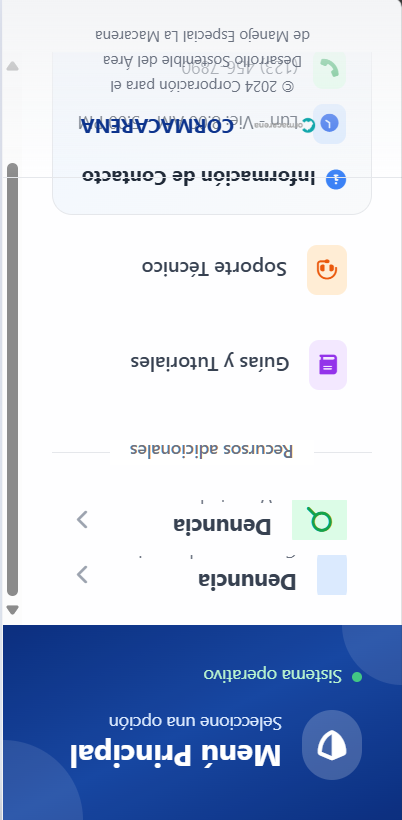 Menú Principal
Seleccione una opción
Sistema operativo
Denuncia
Denuncia
Recursos adicionales
Guías y Tutoriales
Soporte Técnico
Información de Contacto
Lun - Vie: 8:00 AM - 5:00 PM
cormacarena
CORMACARENA
(123) 456-7890
© 2024 Corporación para el
Desarrollo Sostenible del Área
de Manejo Especial La Macarena